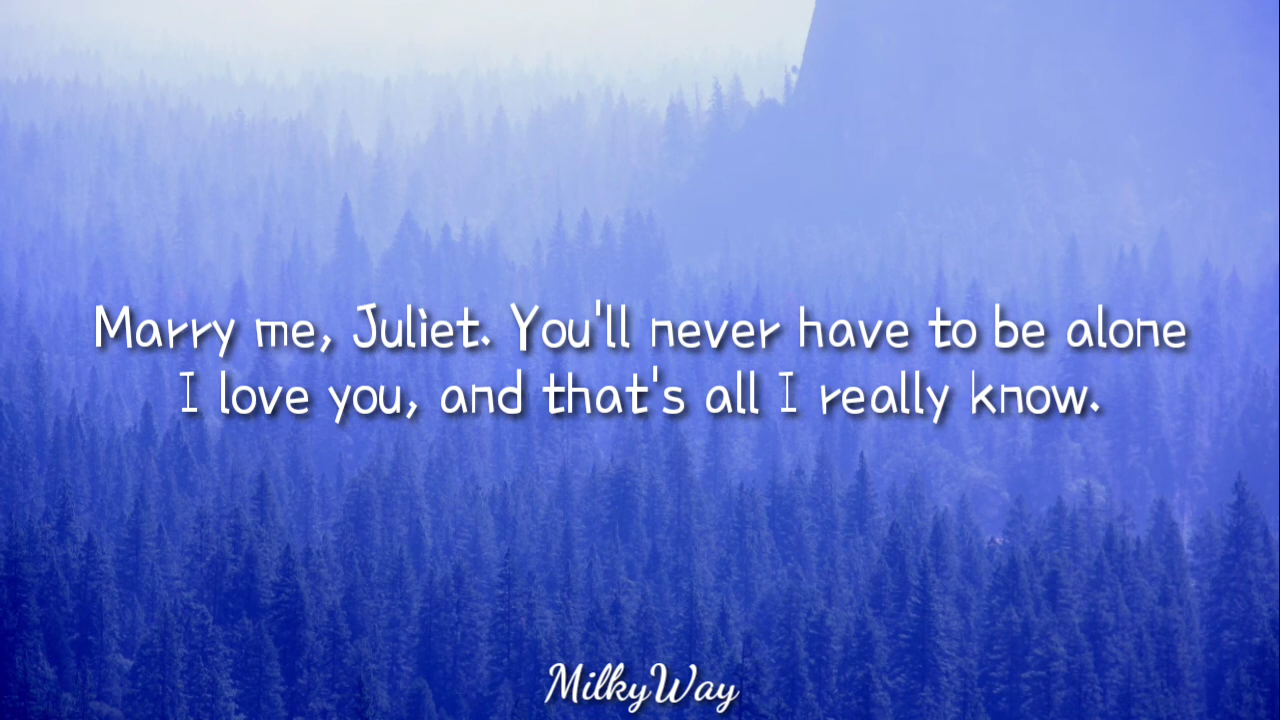 Marry me, Juliet. You'll never have to be alone
I love you, and that's all I really know.
MilkyWay